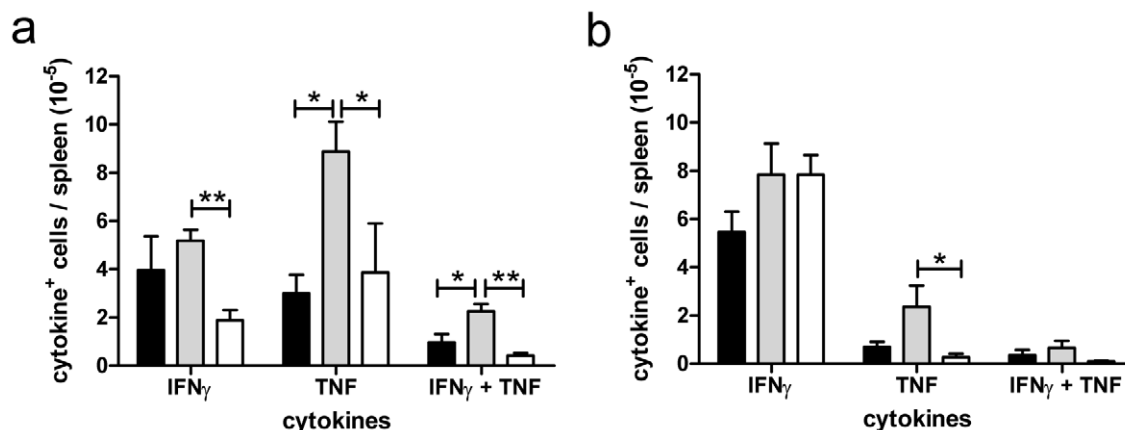 a
cytokine⁺ cells / spleen (10⁻⁵)
12
10
8
6
4
2
0
**
* *
* **
IFNγ TNF IFNγ + TNF
cytokines
b
cytokine⁺ cells / spleen (10⁻⁵)
12
10
8
6
4
2
0
*
IFNγ TNF IFNγ + TNF
cytokines